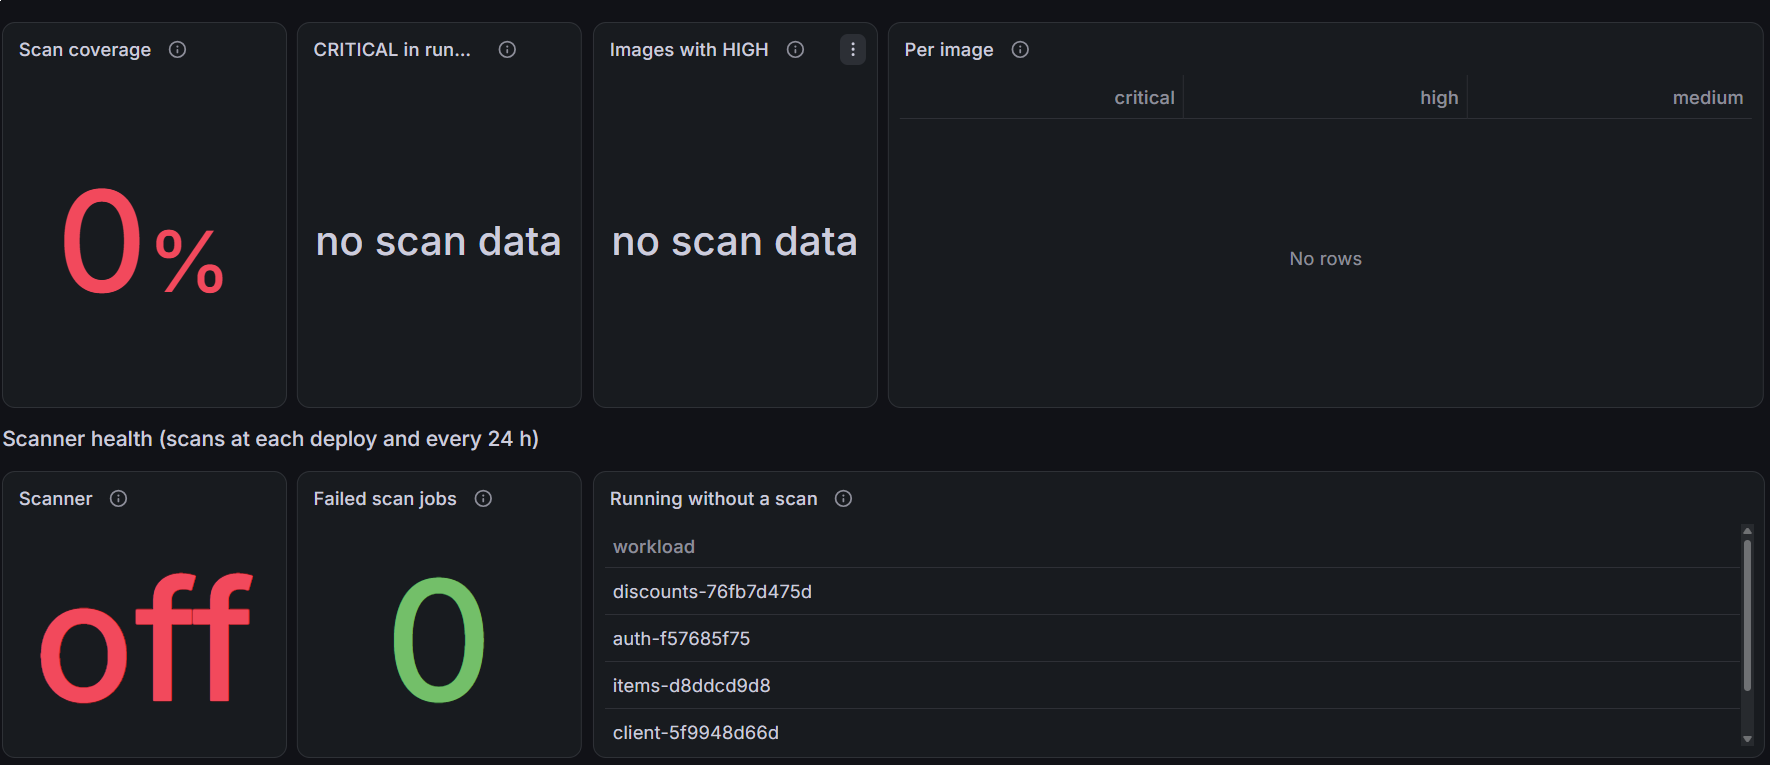 Scan coverage
CRITICAL in run...
Images with HIGH
Per image
critical
high
medium
0%
no scan data
no scan data
No rows
Scanner health (scans at each deploy and every 24 h)
Scanner
Failed scan jobs
Running without a scan
workload
off
0
discounts-76fb7d475d
auth-f57685f75
items-d8ddcd9d8
client-5f9948d66d